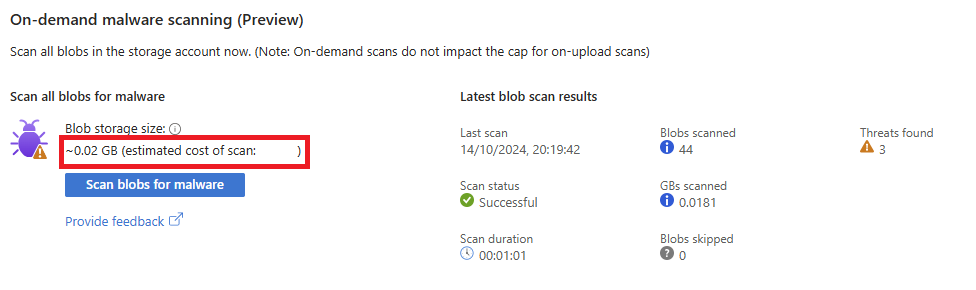 On-demand malware scanning (Preview)
Scan all blobs in the storage account now. (Note: On-demand scans do not impact the cap for on-upload scans)
Scan all blobs for malware
Blob storage size:
~0.02 GB (estimated cost of scan: )
Scan blobs for malware
Provide feedback
Latest blob scan results
Last scan
14/10/2024, 20:19:42
Blobs scanned
44
Threats found
3
Scan status
Successful
GBs scanned
0.0181
Scan duration
00:01:01
Blobs skipped
0